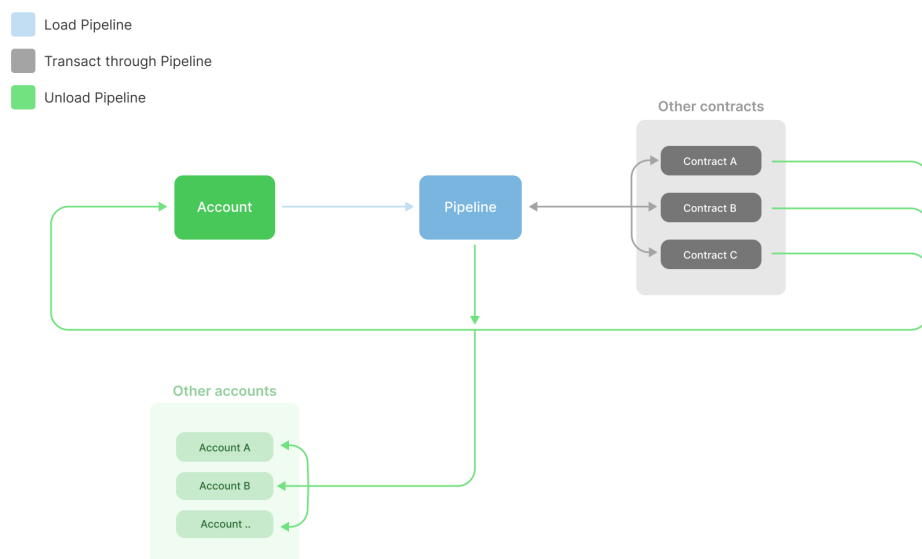 Load Pipeline
Transact through Pipeline
Unload Pipeline
Other contracts
Contract A
Account
Pipeline
Contract B
Contract C
Other accounts
Account A
Account B
Account ..